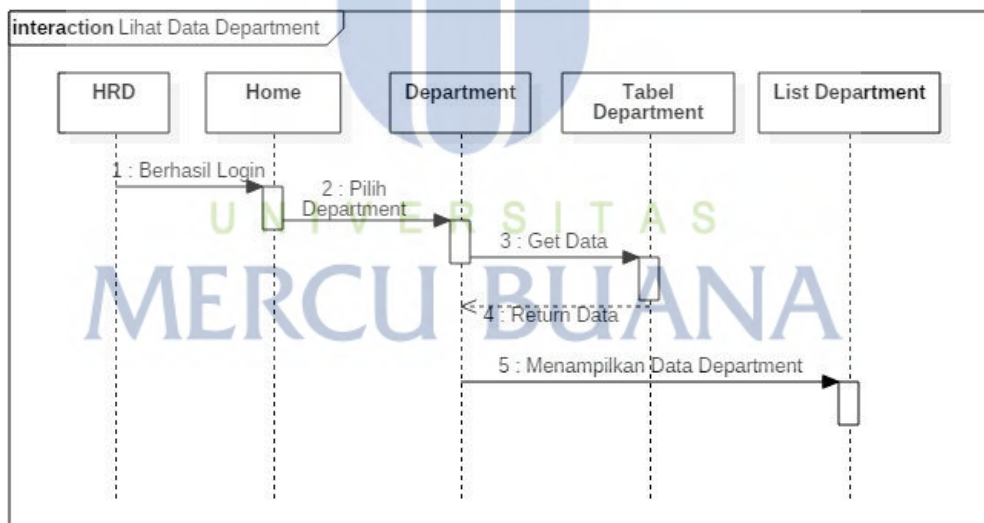 interaction Lihat Data Department
HRD
Home
Department
Tabel
Department
List Department
1 : Berhasil Login
2 : Pilih
Department
UNIVERSITAS
3 : Get Data
MERCU BUANA
4 : Return Data
5 : Menampilkan Data Department